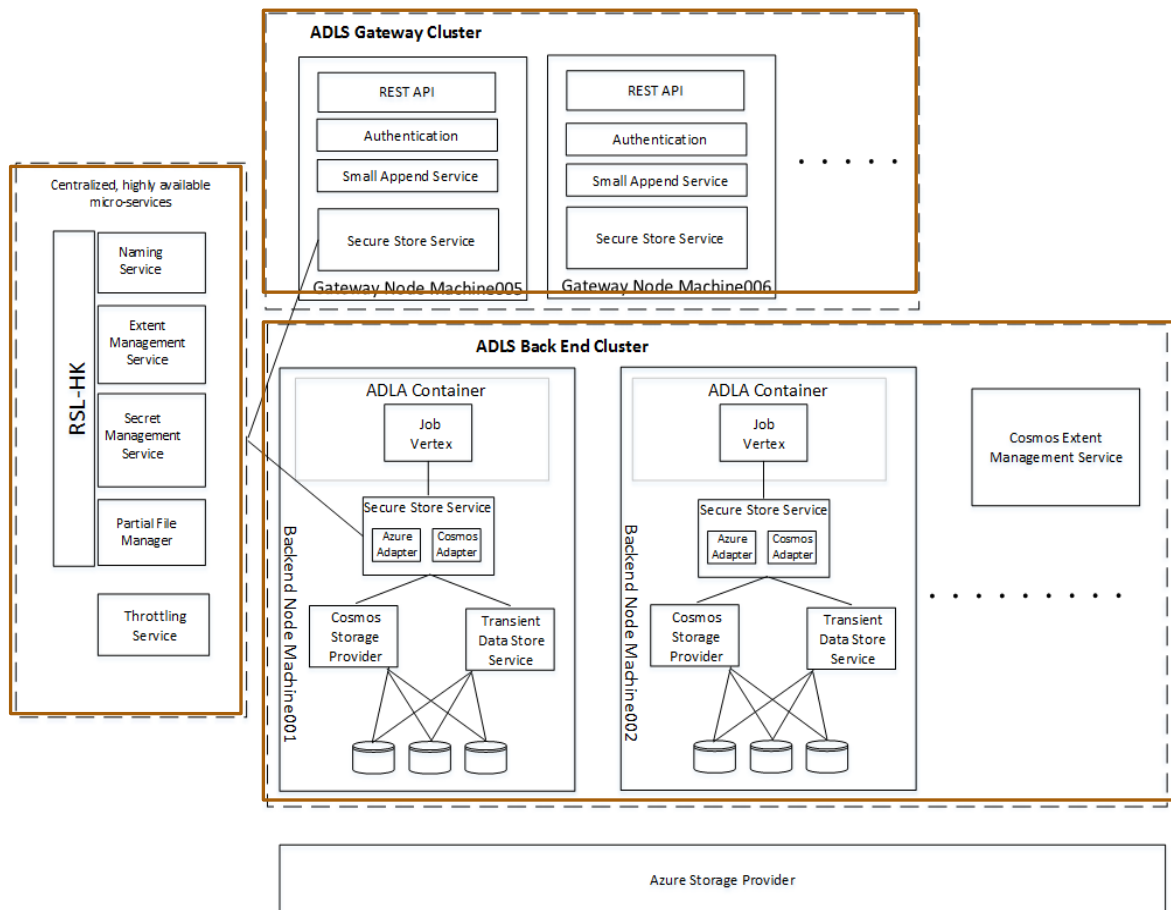 ADLS Gateway Cluster
REST API
Authentication
Small Append Service
Secure Store Service
Gateway Node Machine005
REST API
Authentication
Small Append Service
Secure Store Service
Gateway Node Machine006
. . . . .
Centralized, highly available
micro-services
RSL-HK
Naming
Service
Extent
Management
Service
Secret
Management
Service
Partial File
Manager
Throttling
Service
ADLS Back End Cluster
Backend Node Machine001
ADLA Container
Job
Vertex
Secure Store Service
Azure
Adapter
Cosmos
Adapter
Cosmos
Storage
Provider
Transient
Data Store
Service
Backend Node Machine002
ADLA Container
Job
Vertex
Secure Store Service
Azure
Adapter
Cosmos
Adapter
Cosmos
Storage
Provider
Transient
Data Store
Service
Cosmos Extent
Management Service
. . . . . . . . .
Azure Storage Provider